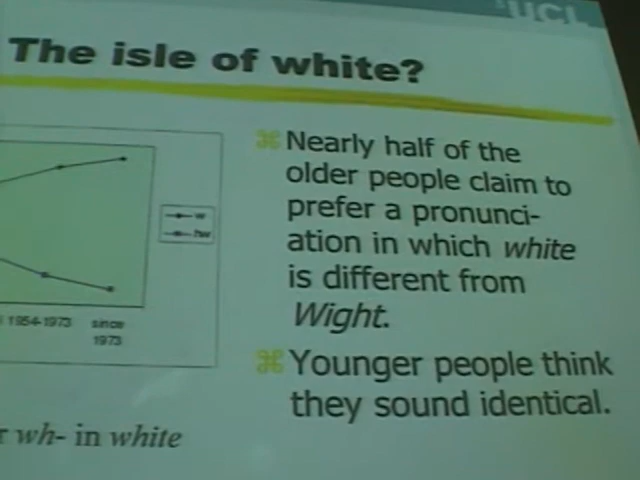 UCL
The isle of white?
Nearly half of the
older people claim to
prefer a pronunci-
ation in which white
is different from
Wight.
Younger people think
they sound identical.
w
hw
1954-1973
since
1973
wh- in white